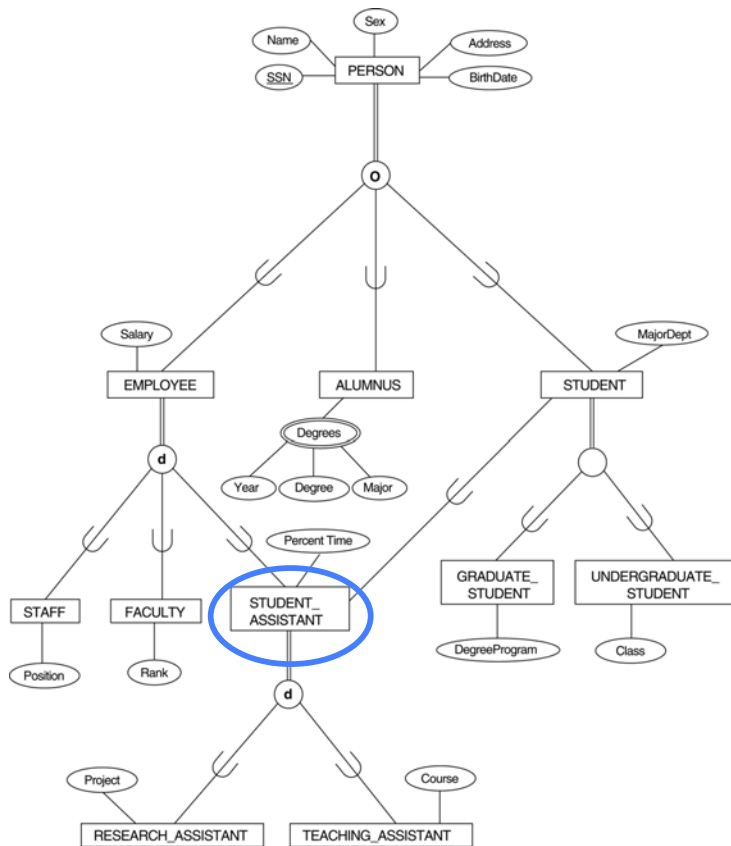 Sex
Name
Address
PERSON
SSN
BirthDate
O
Salary
MajorDept
EMPLOYEE
ALUMNUS
STUDENT
Degrees
d
Year
Degree
Major
Percent Time
STAFF
FACULTY
STUDENT_
ASSISTANT
GRADUATE_
STUDENT
UNDERGRADUATE_
STUDENT
Position
Rank
DegreeProgram
Class
d
Project
Course
RESEARCH_ASSISTANT
TEACHING_ASSISTANT